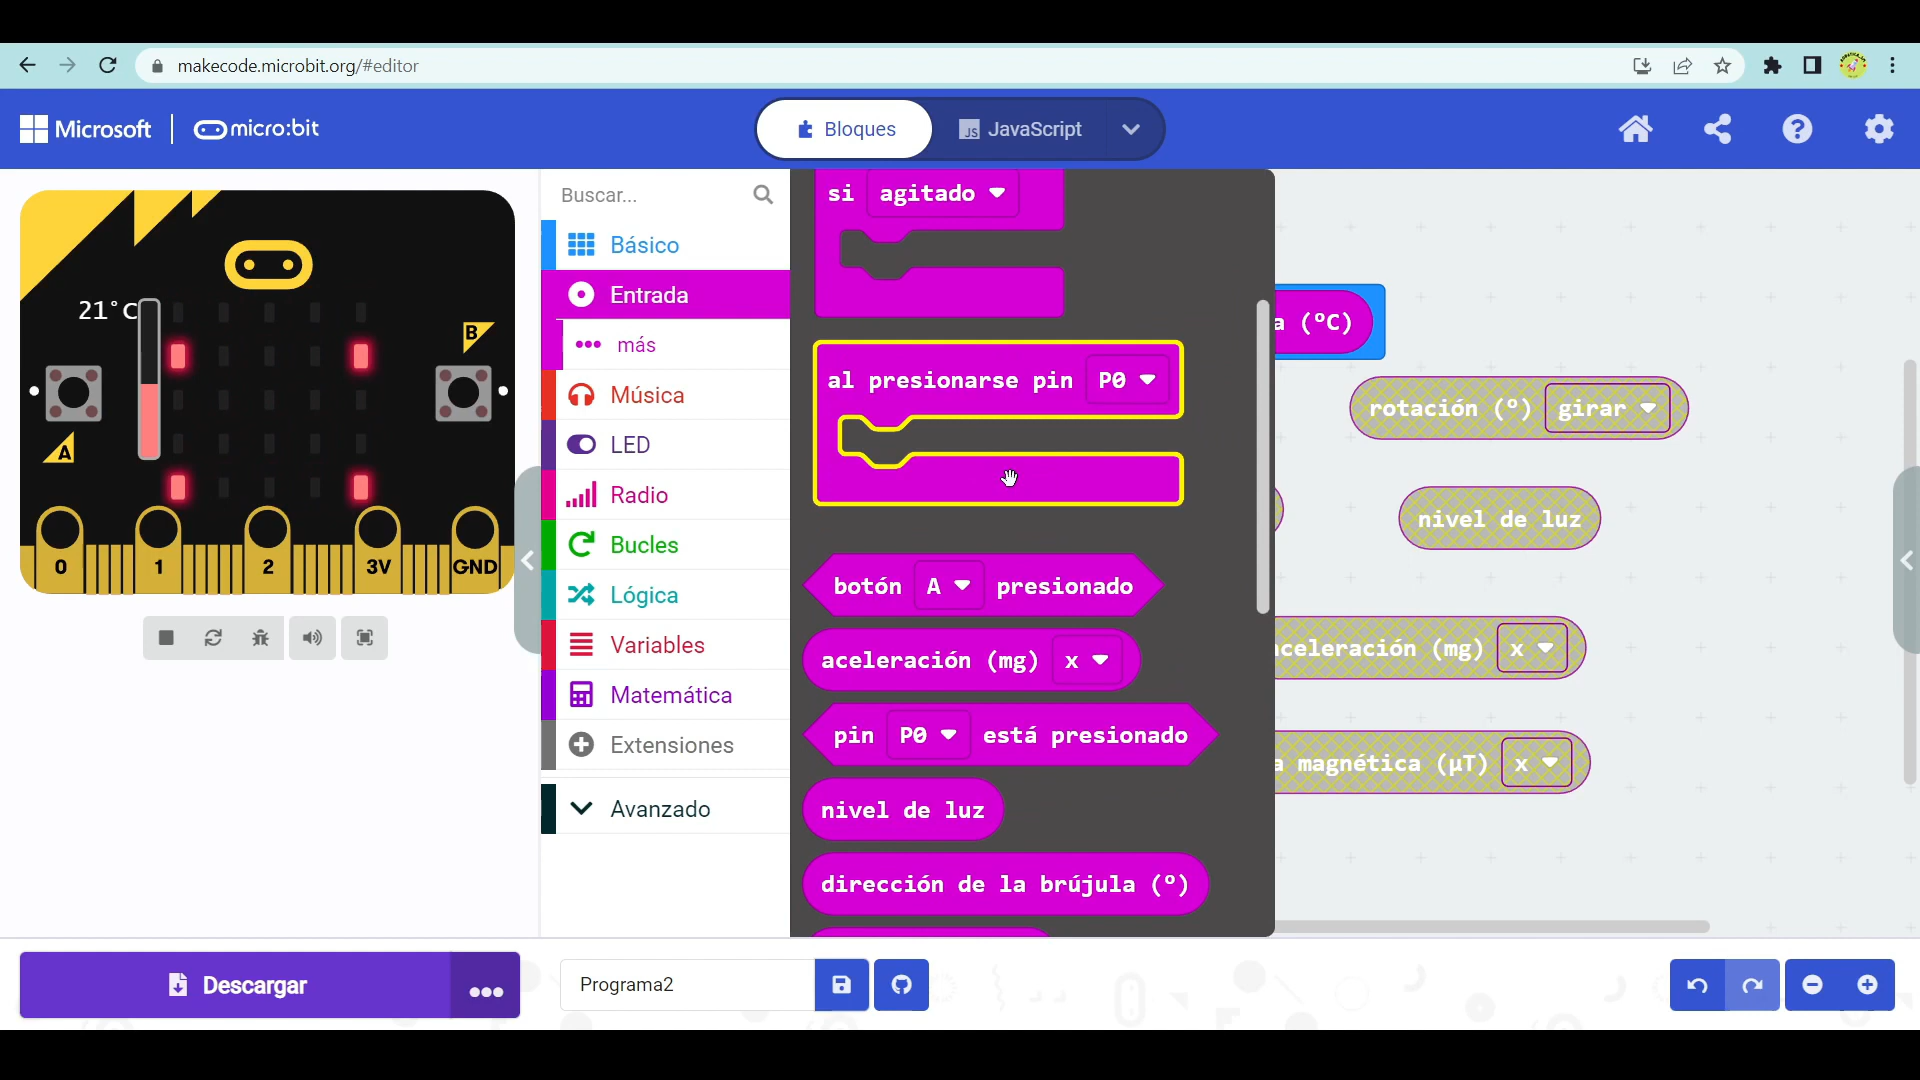 makecode.microbit.org/#editor
Microsoft
micro:bit
Bloques
JS JavaScript
21°C
B
A
0 1 2 3V GND
Buscar...
Básico
Entrada
más
Música
LED
Radio
Bucles
Lógica
Variables
Matemática
Extensiones
Avanzado
si agitado
al presionarse pin P0
botón A presionado
aceleración (mg) x
pin P0 está presionado
nivel de luz
dirección de la brújula (º)
a (ºC)
rotación (º) girar
nivel de luz
celeración (mg) x
a magnética (µT) x
Descargar
Programa2